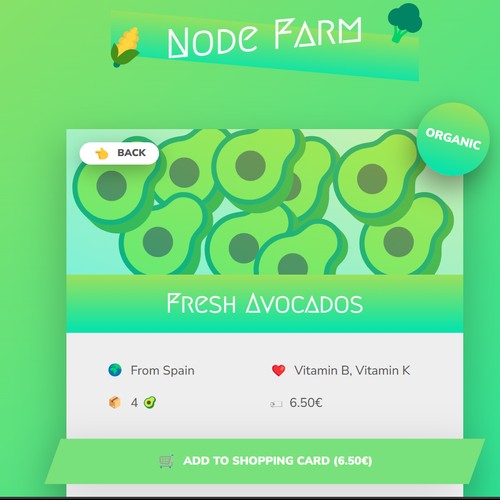 Node Farm
ORGANIC
👈 BACK
Fresh Avocados
🌍 From Spain
❤️ Vitamin B, Vitamin K
📦 4 🥑
🏷 6.50€
🛒 ADD TO SHOPPING CARD (6.50€)